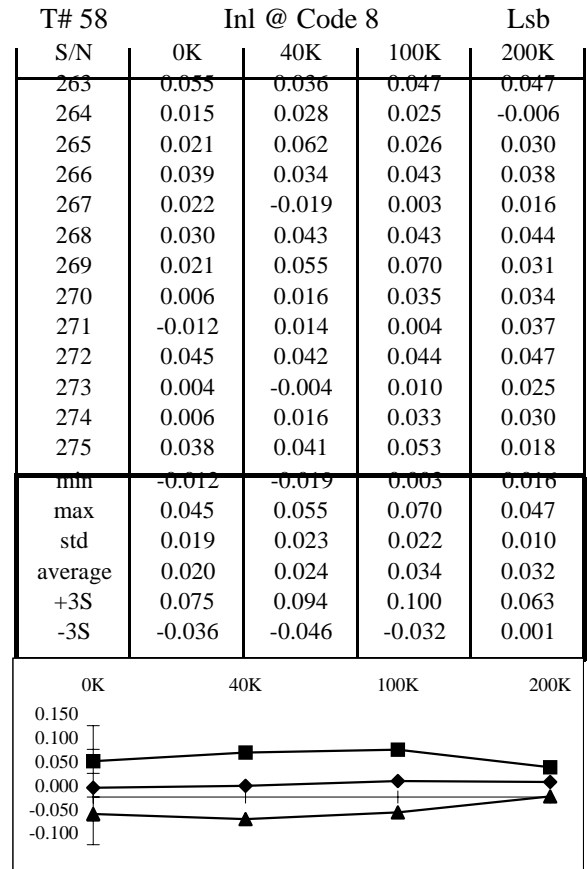 T# 58 Inl @ Code 8 Lsb
S/N 0K 40K 100K 200K
263 0.055 0.036 0.047 0.047
264 0.015 0.028 0.025 -0.006
265 0.021 0.062 0.026 0.030
266 0.039 0.034 0.043 0.038
267 0.022 -0.019 0.003 0.016
268 0.030 0.043 0.043 0.044
269 0.021 0.055 0.070 0.031
270 0.006 0.016 0.035 0.034
271 -0.012 0.014 0.004 0.037
272 0.045 0.042 0.044 0.047
273 0.004 -0.004 0.010 0.025
274 0.006 0.016 0.033 0.030
275 0.038 0.041 0.053 0.018
min -0.012 -0.019 0.003 0.016
max 0.045 0.055 0.070 0.047
std 0.019 0.023 0.022 0.010
average 0.020 0.024 0.034 0.032
+3S 0.075 0.094 0.100 0.063
-3S -0.036 -0.046 -0.032 0.001
0K 40K 100K 200K
0.150
0.100
0.050
0.000
-0.050
-0.100